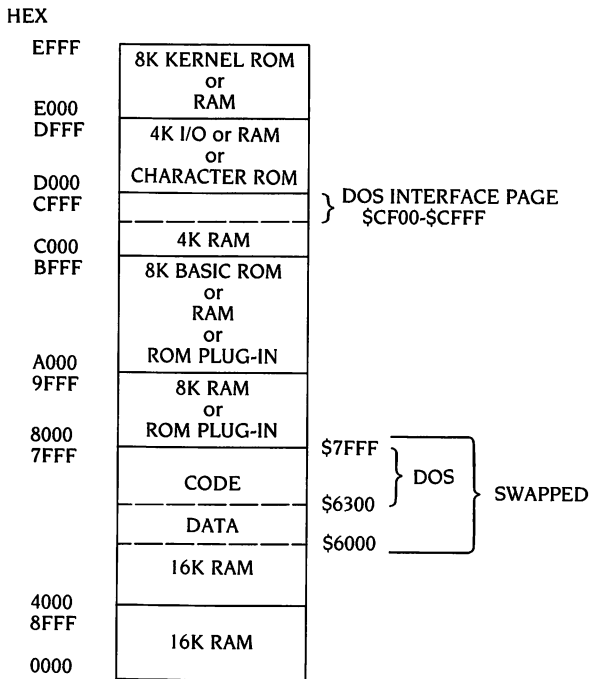 HEX
EFFF
8K KERNEL ROM
or
RAM
E000
DFFF
4K I/O or RAM
or
CHARACTER ROM
D000
CFFF
DOS INTERFACE PAGE
$CF00-$CFFF
4K RAM
C000
BFFF
8K BASIC ROM
or
RAM
or
ROM PLUG-IN
A000
9FFF
8K RAM
or
ROM PLUG-IN
8000
7FFF
$7FFF
CODE
DOS
SWAPPED
$6300
DATA
$6000
16K RAM
4000
8FFF
16K RAM
0000